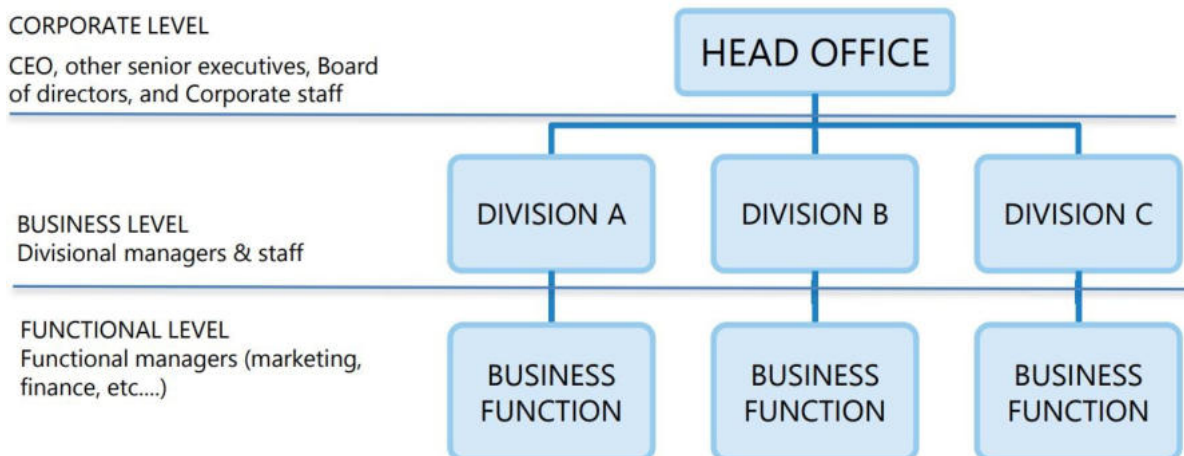 CORPORATE LEVEL
CEO, other senior executives, Board
of directors, and Corporate staff
HEAD OFFICE
BUSINESS LEVEL
Divisional managers & staff
DIVISION A
DIVISION B
DIVISION C
FUNCTIONAL LEVEL
Functional managers (marketing,
finance, etc....)
BUSINESS
FUNCTION
BUSINESS
FUNCTION
BUSINESS
FUNCTION